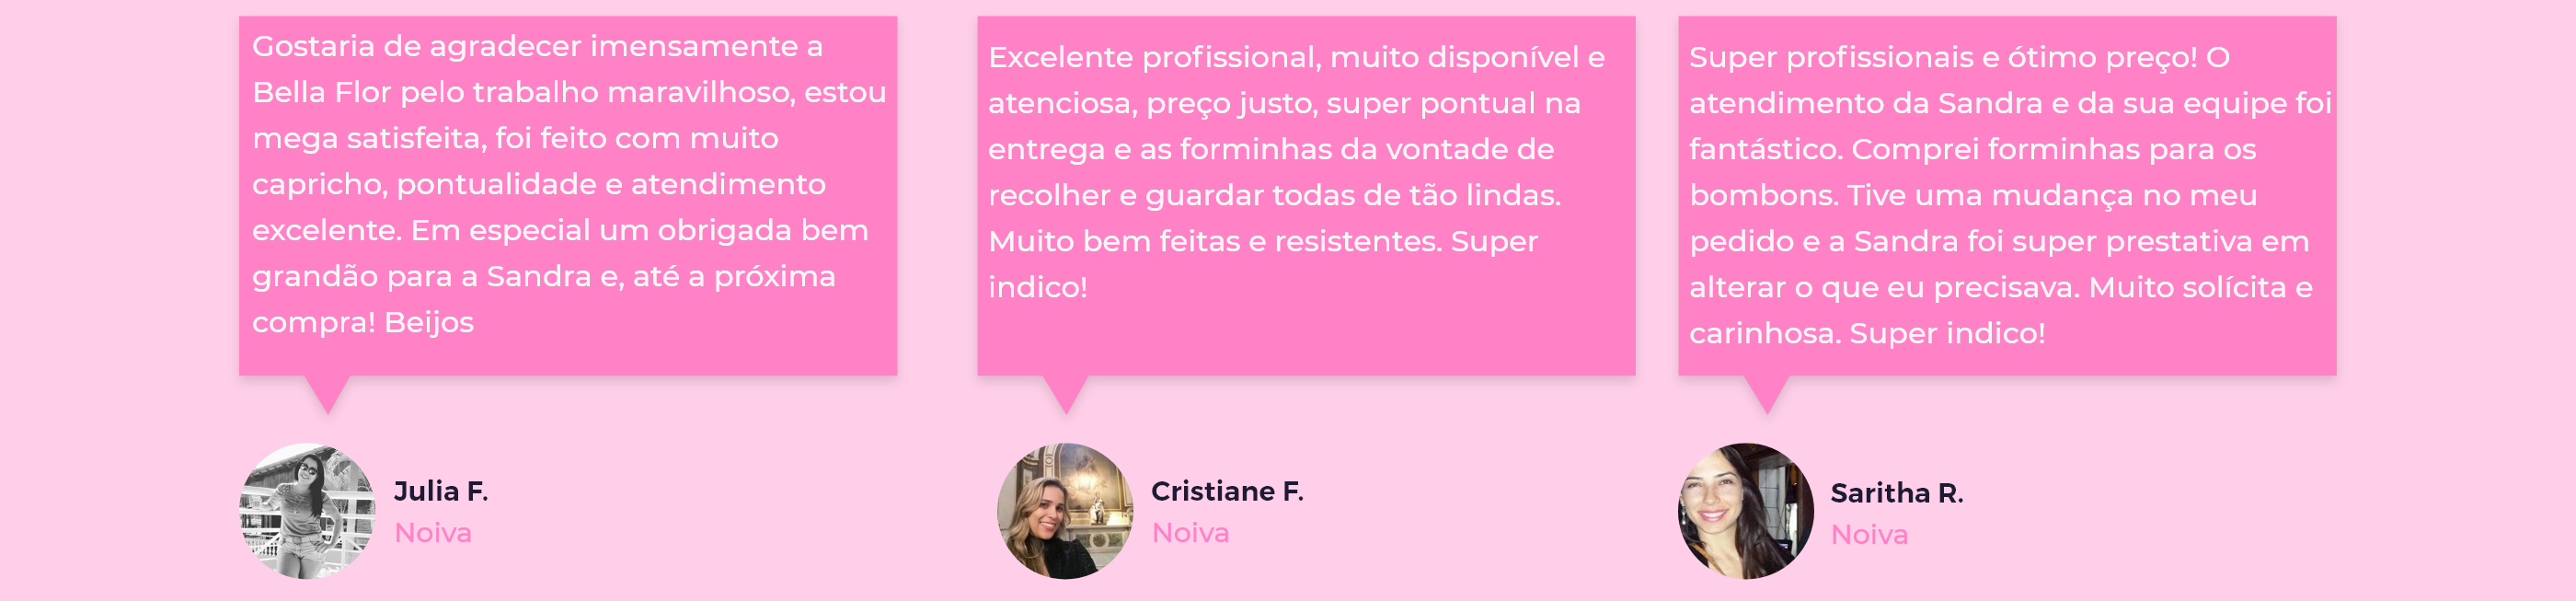 Gostaria de agradecer imensamente a
Bella Flor pelo trabalho maravilhoso, estou
mega satisfeita, foi feito com muito
capricho, pontualidade e atendimento
excelente. Em especial um obrigada bem
grandão para a Sandra e, até a próxima
compra! Beijos
Julia F.
Noiva
Excelente profissional, muito disponível e
atenciosa, preço justo, super pontual na
entrega e as forminhas da vontade de
recolher e guardar todas de tão lindas.
Muito bem feitas e resistentes. Super
indico!
Cristiane F.
Noiva
Super profissionais e ótimo preço! O
atendimento da Sandra e da sua equipe foi
fantástico. Comprei forminhas para os
bombons. Tive uma mudança no meu
pedido e a Sandra foi super prestativa em
alterar o que eu precisava. Muito solícita e
carinhosa. Super indico!
Saritha R.
Noiva